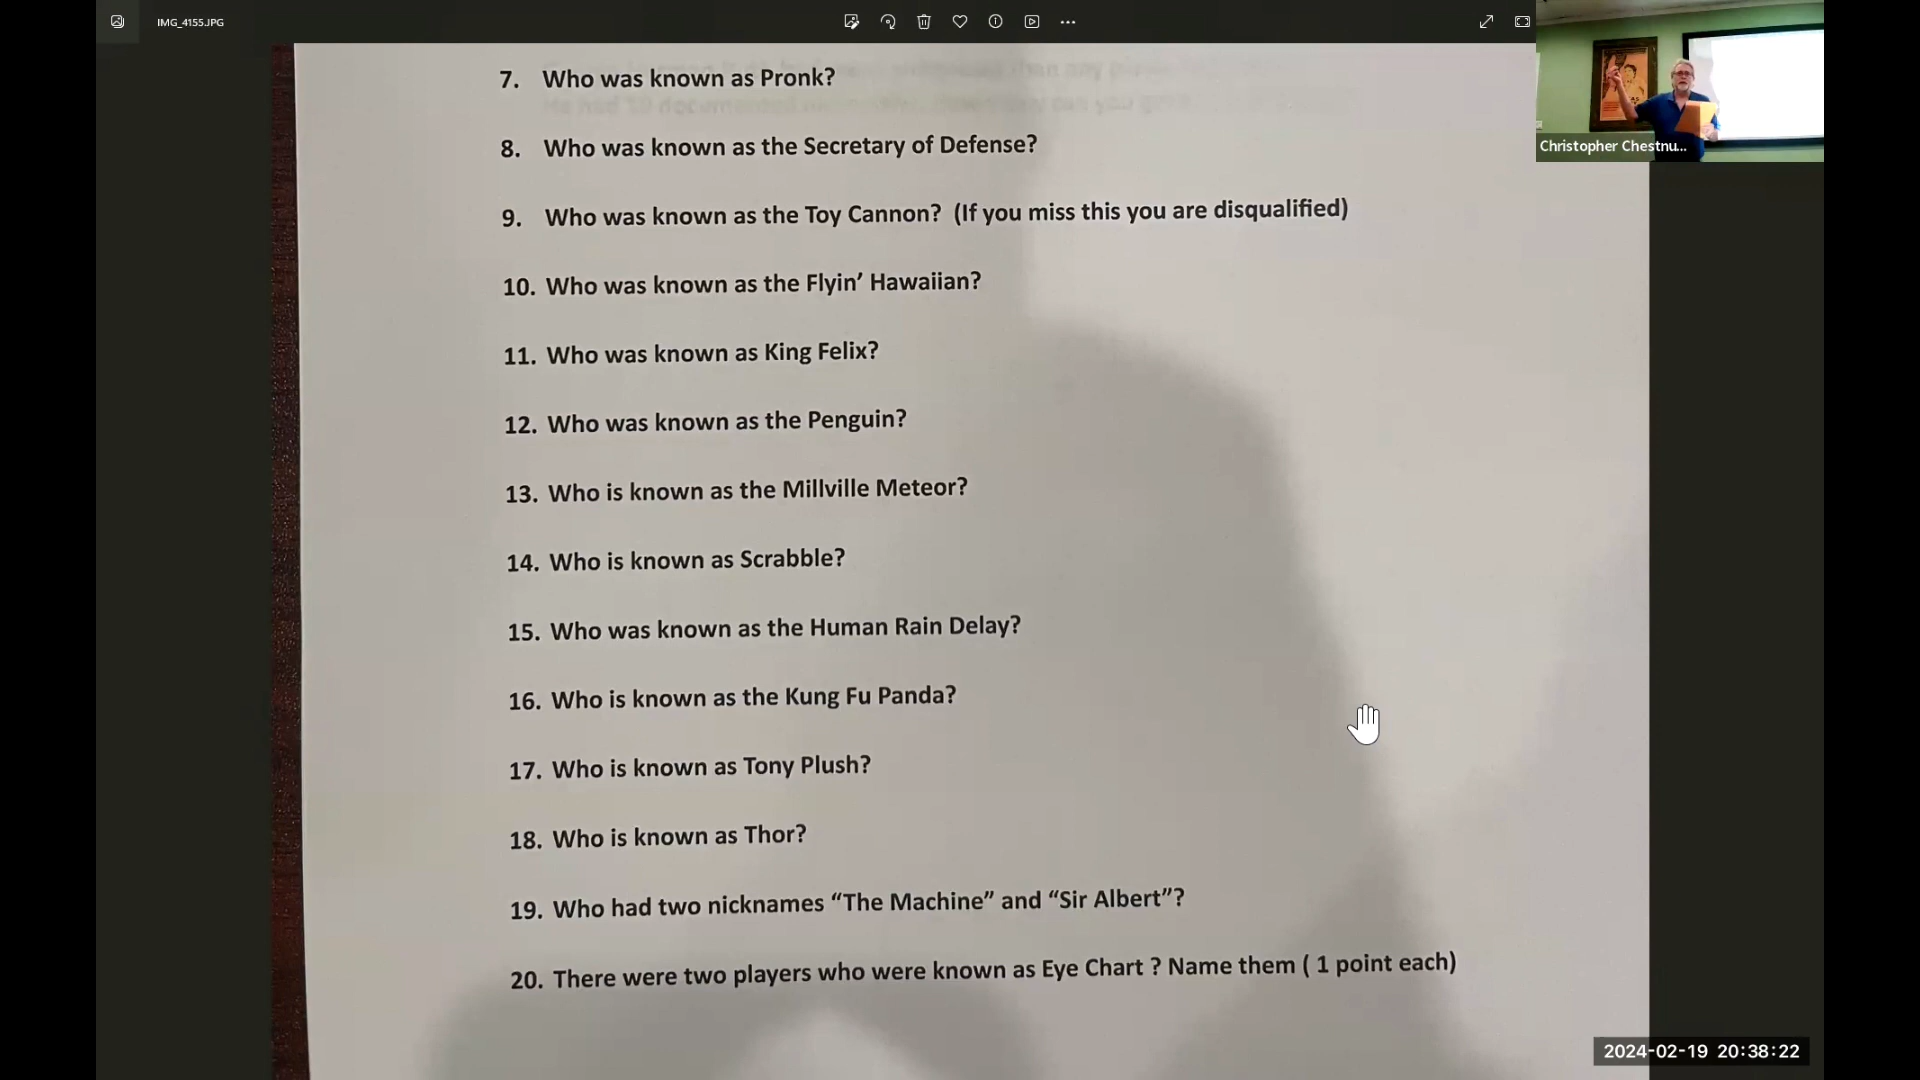 IMG_4155.JPG
7. Who was known as Pronk?
8. Who was known as the Secretary of Defense?
9. Who was known as the Toy Cannon? (If you miss this you are disqualified)
10. Who was known as the Flyin’ Hawaiian?
11. Who was known as King Felix?
12. Who was known as the Penguin?
13. Who is known as the Millville Meteor?
14. Who is known as Scrabble?
15. Who was known as the Human Rain Delay?
16. Who is known as the Kung Fu Panda?
17. Who is known as Tony Plush?
18. Who is known as Thor?
19. Who had two nicknames “The Machine” and “Sir Albert”?
20. There were two players who were known as Eye Chart ? Name them ( 1 point each)
Christopher Chestnu...
2024-02-19 20:38:22